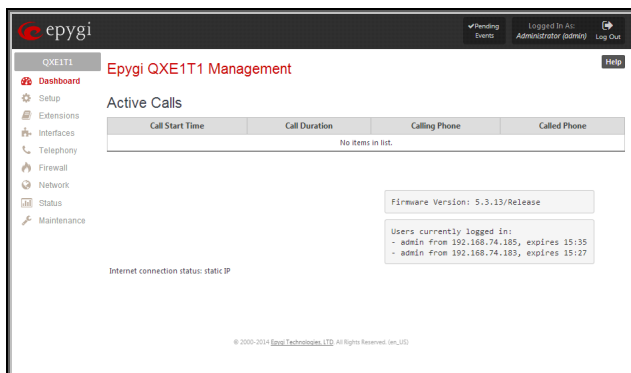 epygi
✔Pending
Events
Logged In As:
Administrator (admin)
Log Out
QXE1T1
Dashboard
Setup
Extensions
Interfaces
Telephony
Firewall
Network
Status
Maintenance
Epygi QXE1T1 Management
Help
Active Calls
Call Start Time Call Duration Calling Phone Called Phone
No items in list.
Firmware Version: 5.3.13/Release
Users currently logged in:
- admin from 192.168.74.185, expires 15:35
- admin from 192.168.74.183, expires 15:27
Internet connection status: static IP
© 2000-2014 Epygi Technologies, LTD. All Rights Reserved. (en_US)